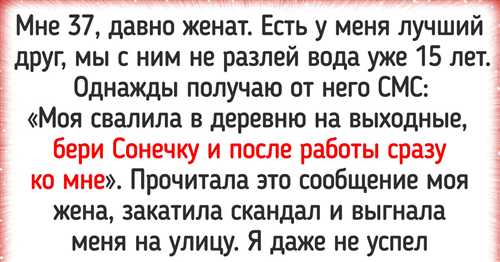 Мне 37, давно женат. Есть у меня лучший
друг, мы с ним не разлей вода уже 15 лет.
Однажды получаю от него СМС:
«Моя свалила в деревню на выходные,
бери Сонечку и после работы сразу
ко мне». Прочитала это сообщение моя
жена, закатила скандал и выгнала
меня на улицу. Я даже не успел